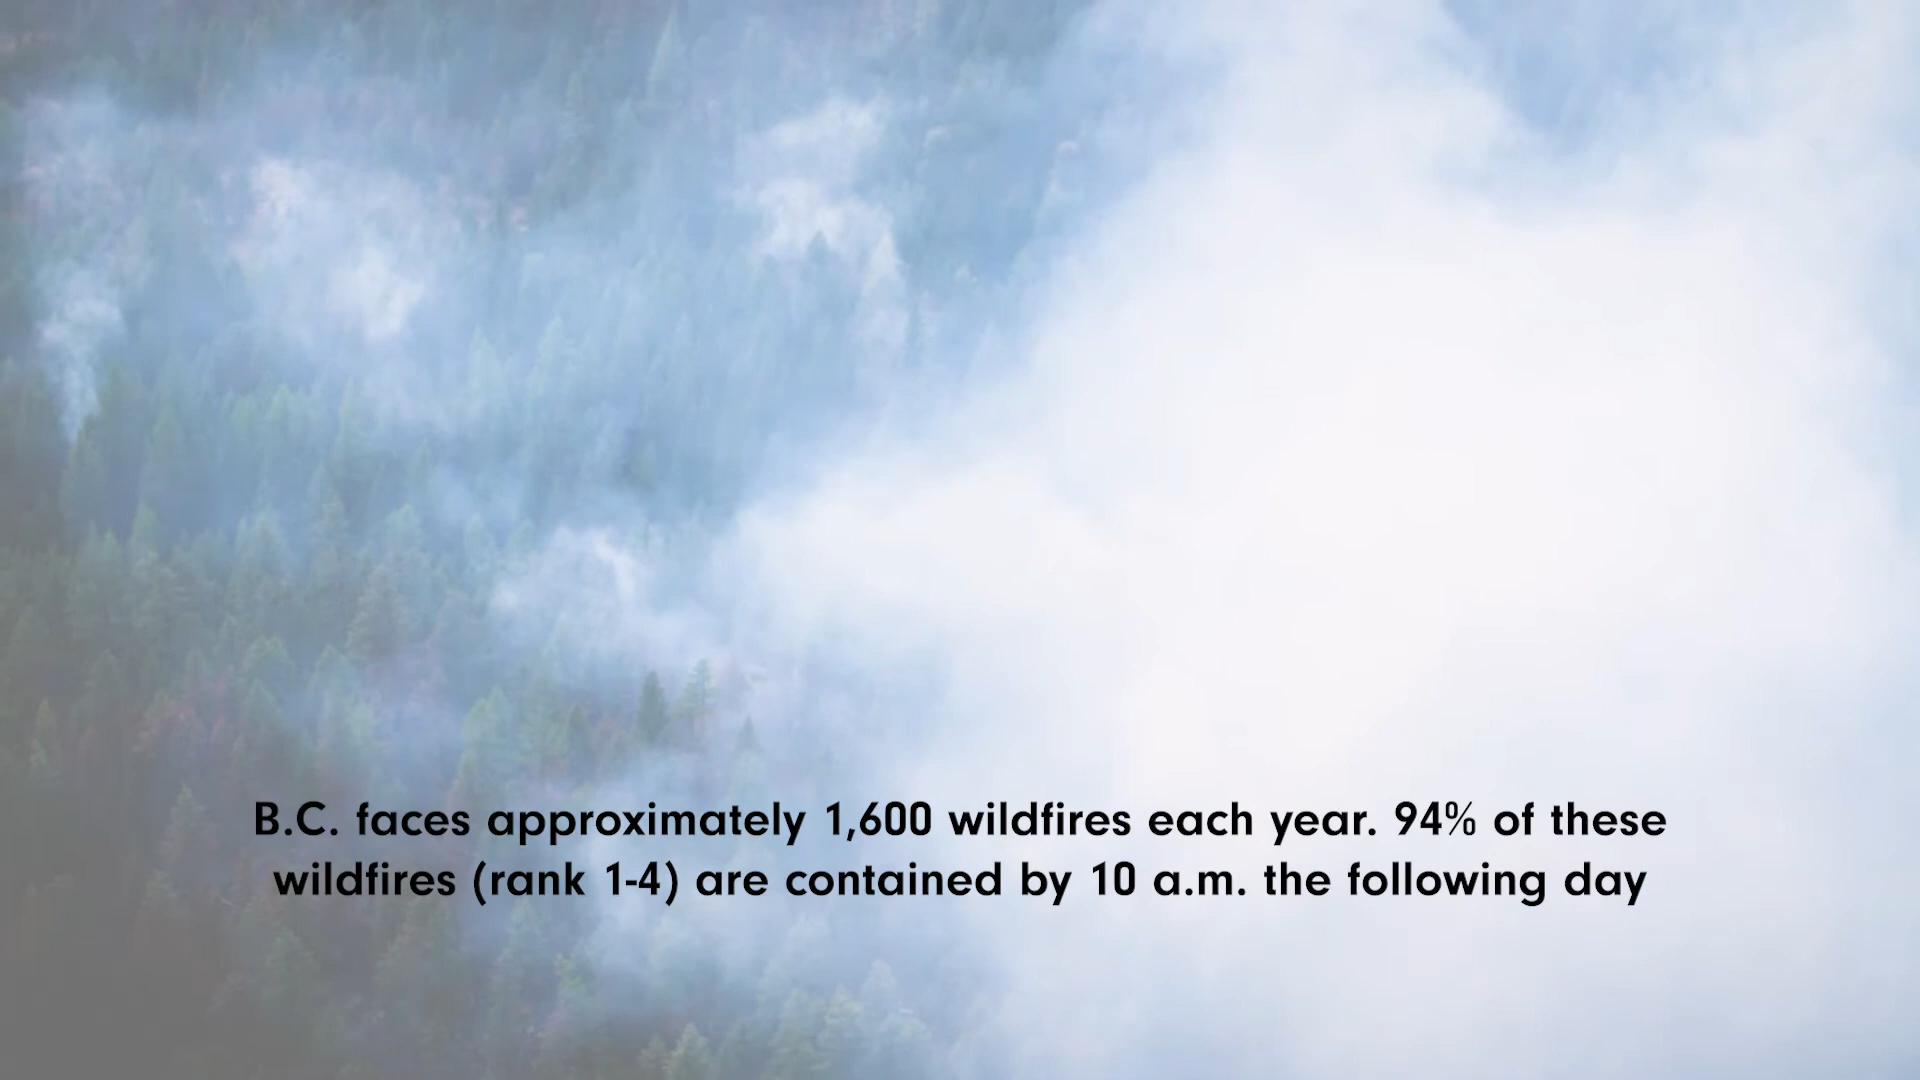 B.C. faces approximately 1,600 wildfires each year. 94% of these
wildfires (rank 1-4) are contained by 10 a.m. the following day